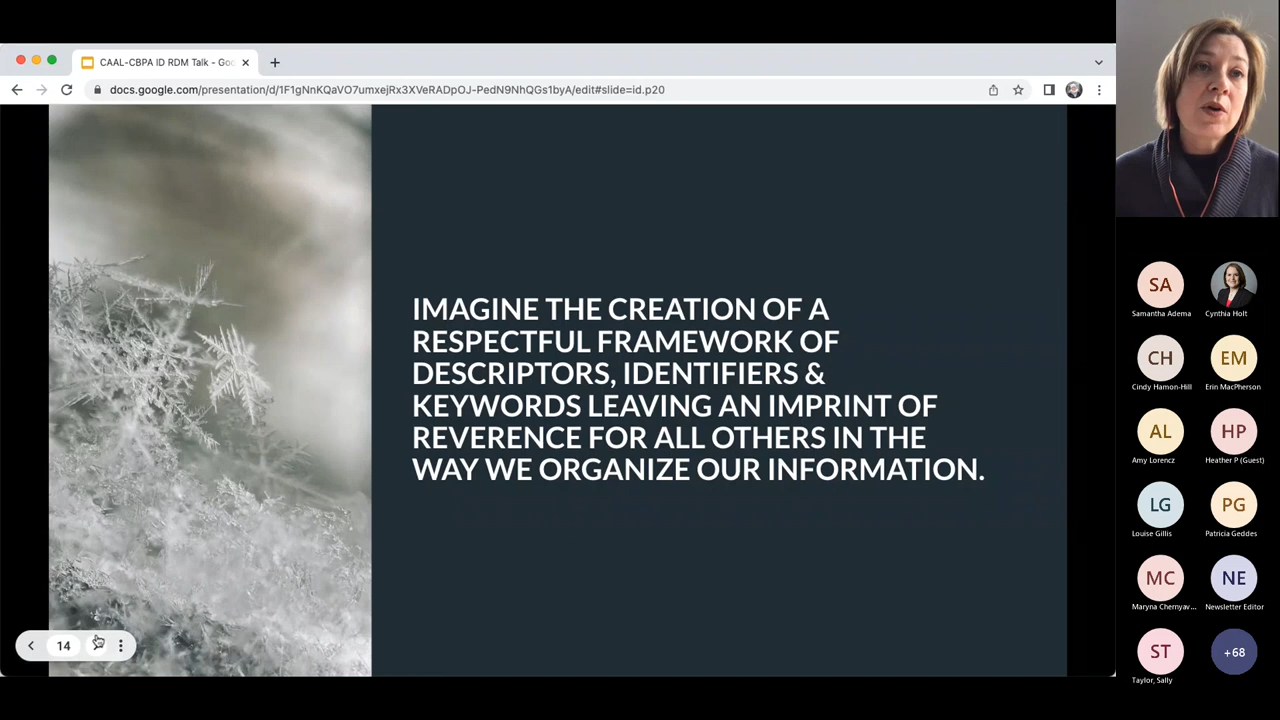 CAAL-CBPA ID RDM Talk - Goo
docs.google.com/presentation/d/1F1gNnKQaVO7umxejRx3XVeRADpOJ-PedN9NhQGs1byA/edit#slide=id.p20
IMAGINE THE CREATION OF A
RESPECTFUL FRAMEWORK OF
DESCRIPTORS, IDENTIFIERS &
KEYWORDS LEAVING AN IMPRINT OF
REVERENCE FOR ALL OTHERS IN THE
WAY WE ORGANIZE OUR INFORMATION.
14
SA
Samantha Adema
Cynthia Holt
CH
EM
Cindy Hamon-Hill
Erin MacPherson
AL
HP
Amy Lorencz
Heather P (Guest)
LG
PG
Louise Gillis
Patricia Geddes
MC
NE
Maryna Chernyav...
Newsletter Editor
ST
+68
Taylor, Sally